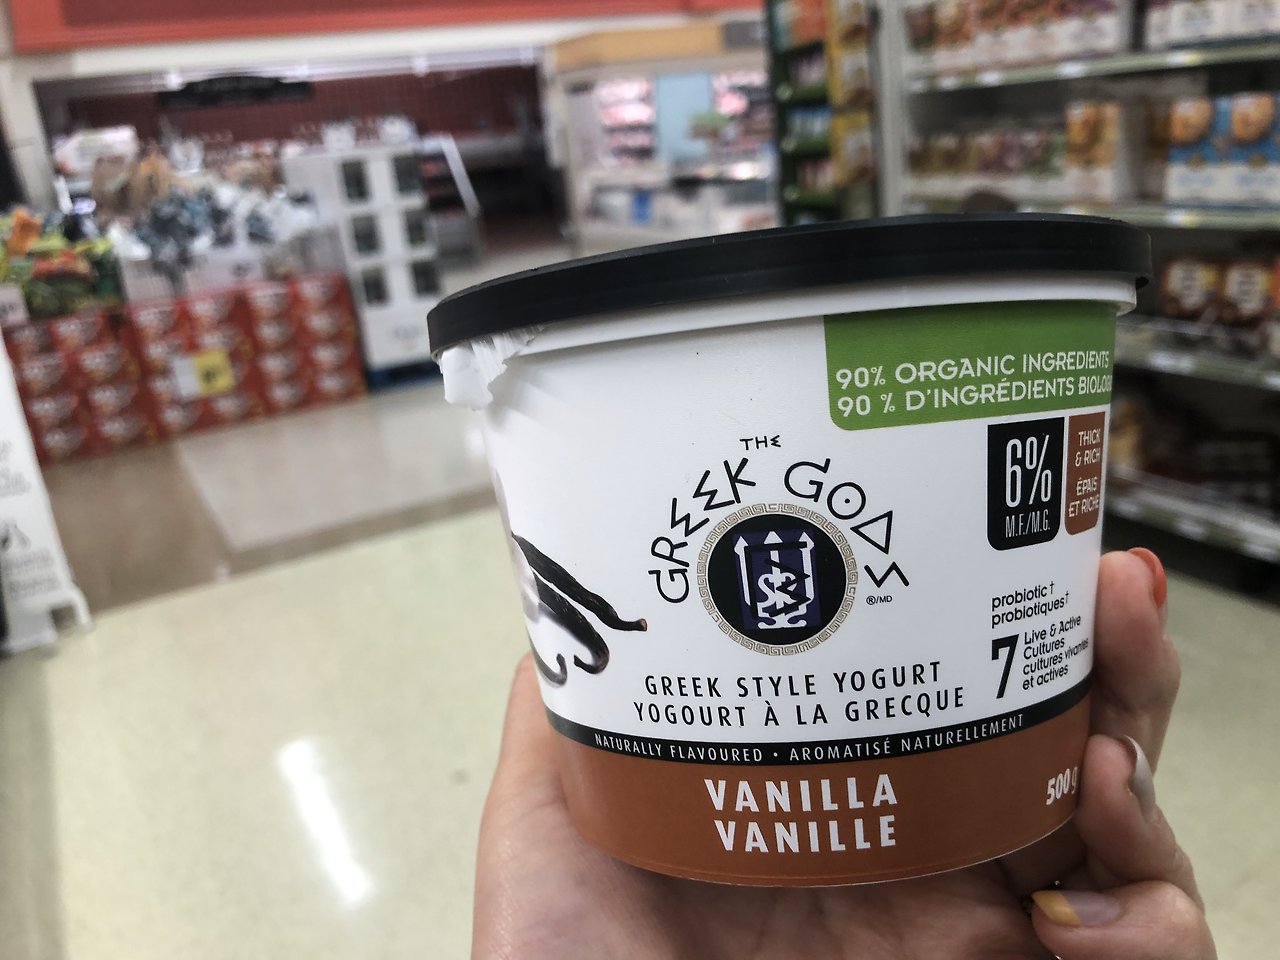 90% ORGANIC INGREDIENTS
90 % D'INGRÉDIENTS
THE
GREEK GODS
®/MD
6%
M.F./M.G.
THICK
& RICH
ÉPAIS
ET RICHE
probiotic†
probiotiques†
7
Live & Active
Cultures
cultures vivantes
et actives
GREEK STYLE YOGURT
YOGOURT À LA GRECQUE
NATURALLY FLAVOURED • AROMATISÉ NATURELLEMENT
VANILLA
VANILLE
500 g